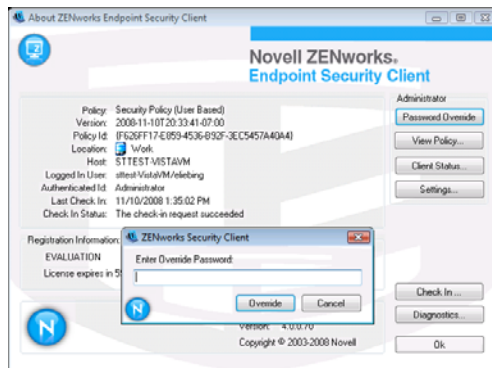 About ZENworks Endpoint Security Client
Novell ZENworks®
Endpoint Security Client
Policy: Security Policy (User Based)
Version: 2008-11-10T20:33:41-07:00
Policy Id: {F626FF17-E859-4536-B92F-3EC5457A40A4}
Location: Work
Host: STTEST-VISTAVM
Logged In User: sttest-VistaVM/eliebing
Authenticated Id: Administrator
Last Check In: 11/10/2008 1:35:02 PM
Check In Status: The check-in request succeeded
Registration Information:
EVALUATION
License expires in 5
Administrator
Password Override
View Policy...
Client Status...
Settings...
ZENworks Security Client
Enter Override Password:
Override
Cancel
Check In ...
Diagnostics...
Version: 4.0.0.70
Copyright © 2003-2008 Novell
Ok